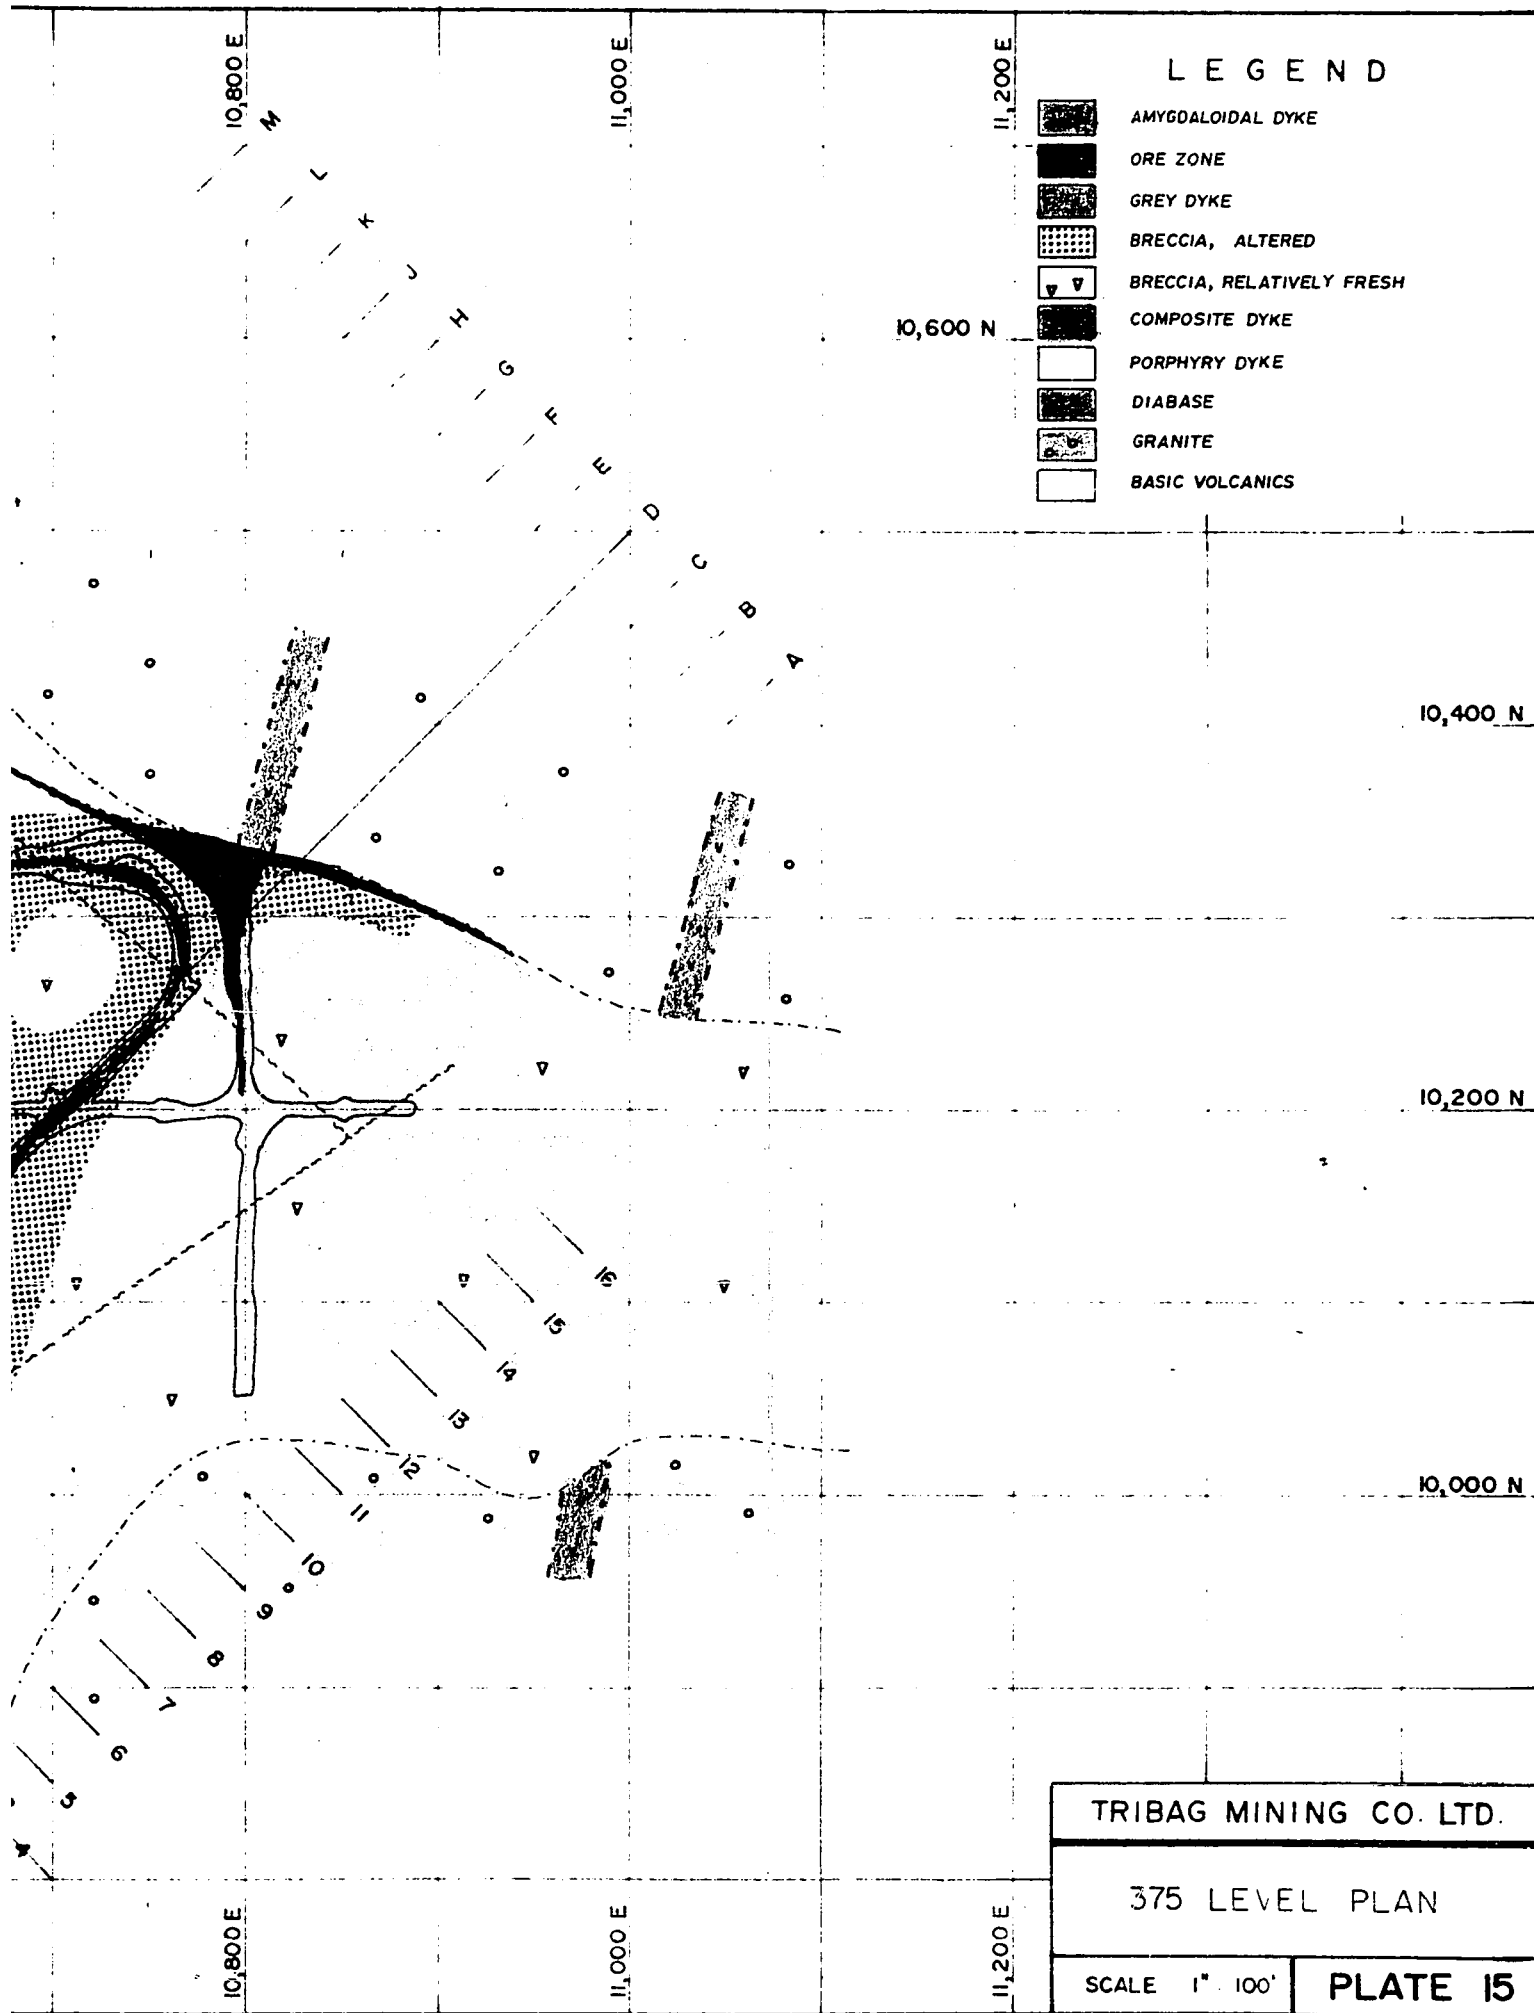 10,800 E
11,000 E
11,200 E
LEGEND
AMYGDALOIDAL DYKE
ORE ZONE
GREY DYKE
BRECCIA, ALTERED
BRECCIA, RELATIVELY FRESH
COMPOSITE DYKE
PORPHYRY DYKE
DIABASE
GRANITE
BASIC VOLCANICS
M
L
K
J
H
G
F
E
D
C
B
A
10,600 N
10,400 N
10,200 N
10,000 N
16
15
14
13
12
11
10
9
8
7
6
5
4
10,800 E
11,000 E
11,200 E
TRIBAG MINING CO. LTD.
375 LEVEL PLAN
SCALE 1" 100'
PLATE 15